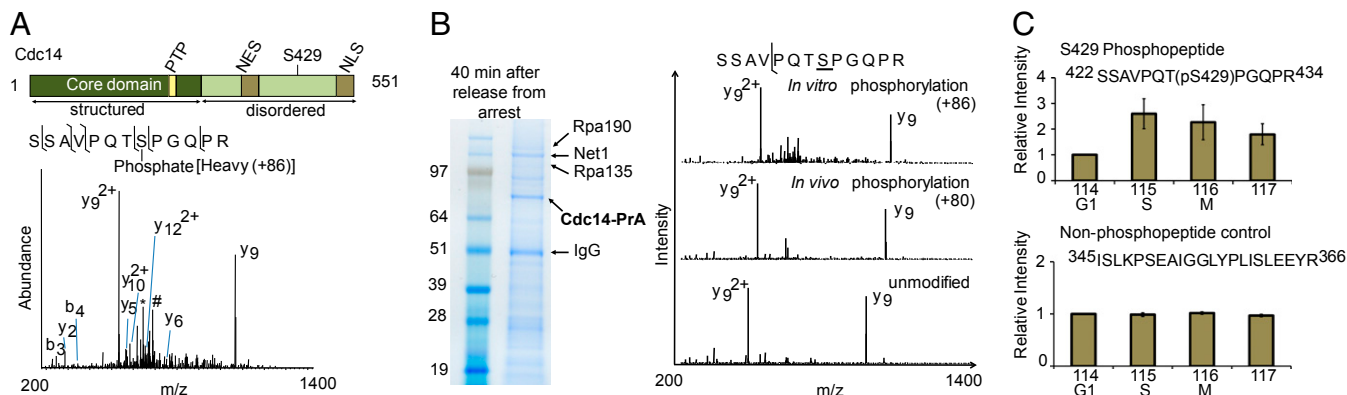 A
Cdc14
PTP
NES
S429
NLS
1
Core domain
551
structured
disordered
S S A V P Q T S P G Q P R
Phosphate [Heavy (+86)]
Abundance
y9 2+
y12 2+
y10 2+
y9
y5
*
#
b4
y2
b3
y6
200
m/z
1400
B
40 min after
release from
arrest
97
64
51
39
28
19
Rpa190
Net1
Rpa135
Cdc14-PrA
IgG
S S A V P Q T S P G Q P R
Intensity
y9 2+
In vitro phosphorylation
(+86)
y9
y9 2+
In vivo phosphorylation
(+80)
y9
y9 2+
unmodified
y9
200
m/z
1400
C
S429 Phosphopeptide
422 SSAVPQT(pS429)PGQPR434
Relative Intensity
4
3
2
1
0
114 115 116 117
G1 S M
Non-phosphopeptide control
345ISLKPSEAIGGLYPLISLEEYR366
Relative Intensity
2
1
0
114 115 116 117
G1 S M